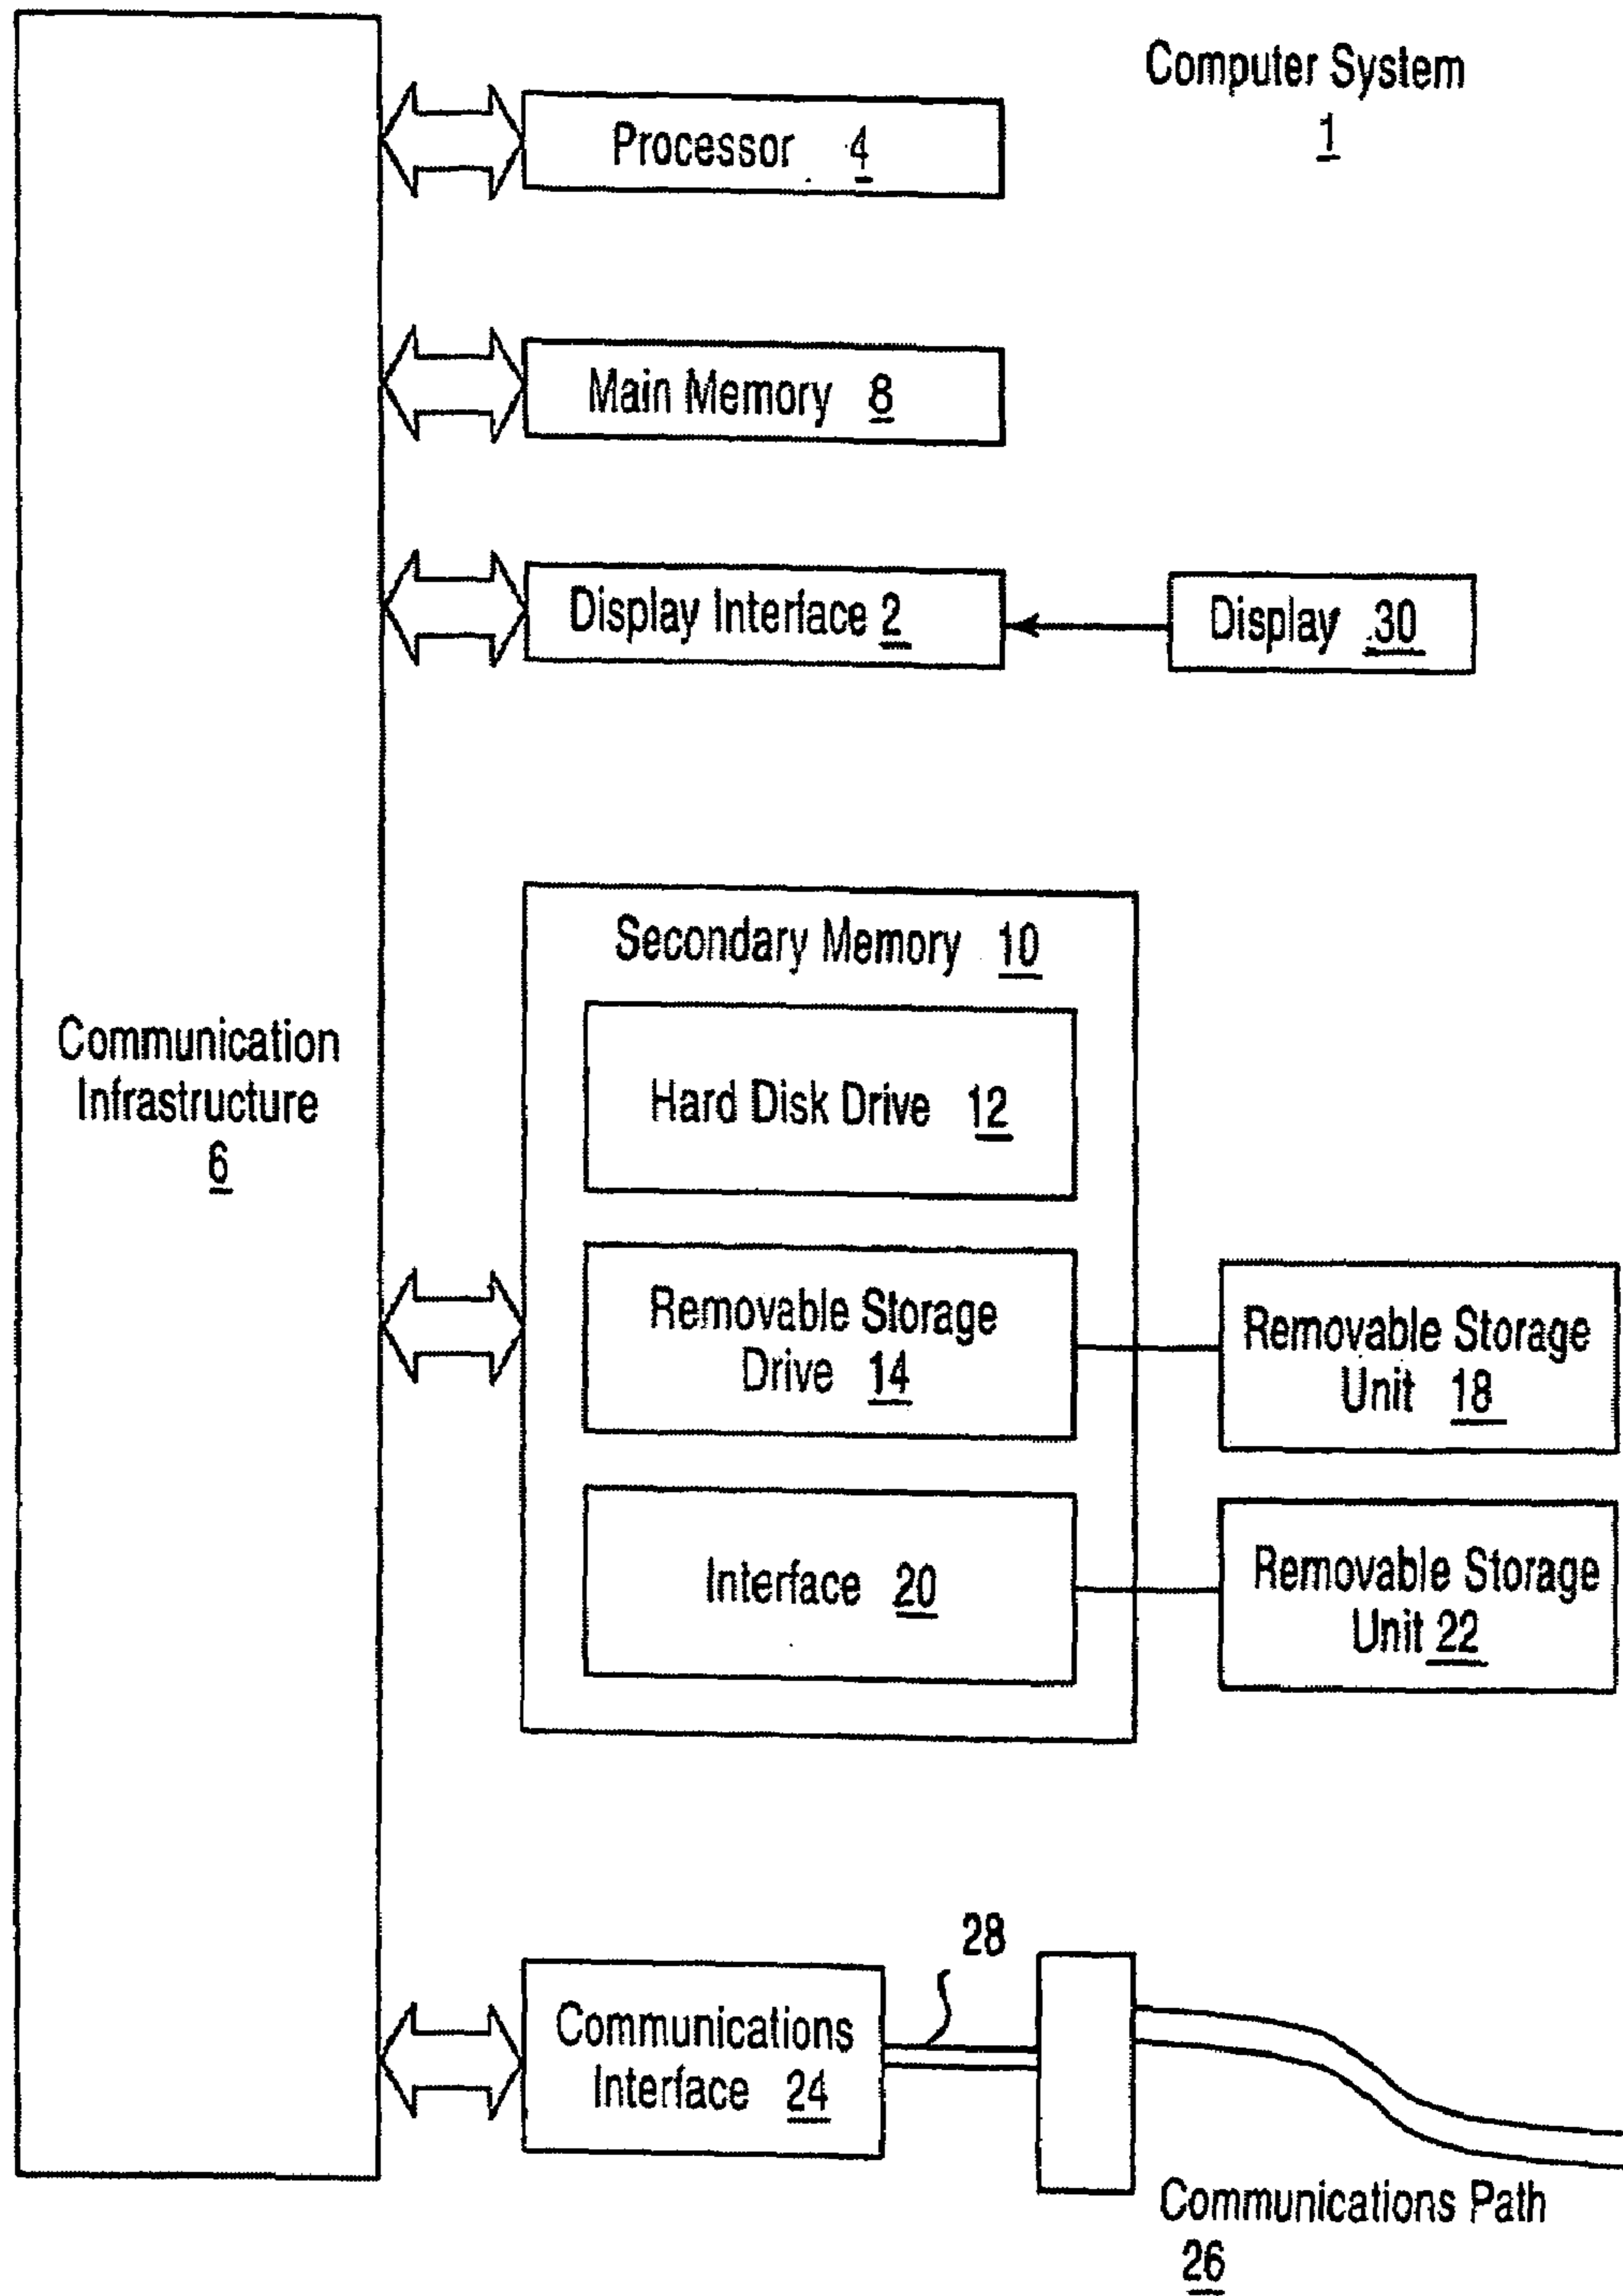 Computer System
1
Processor 4
Main Memory 8
Display Interface 2
Display 30
Secondary Memory 10
Hard Disk Drive 12
Communication
Infrastructure
6
Removable Storage
Drive 14
Removable Storage
Unit 18
Interface 20
Removable Storage
Unit 22
28
Communications
Interface 24
Communications Path
26